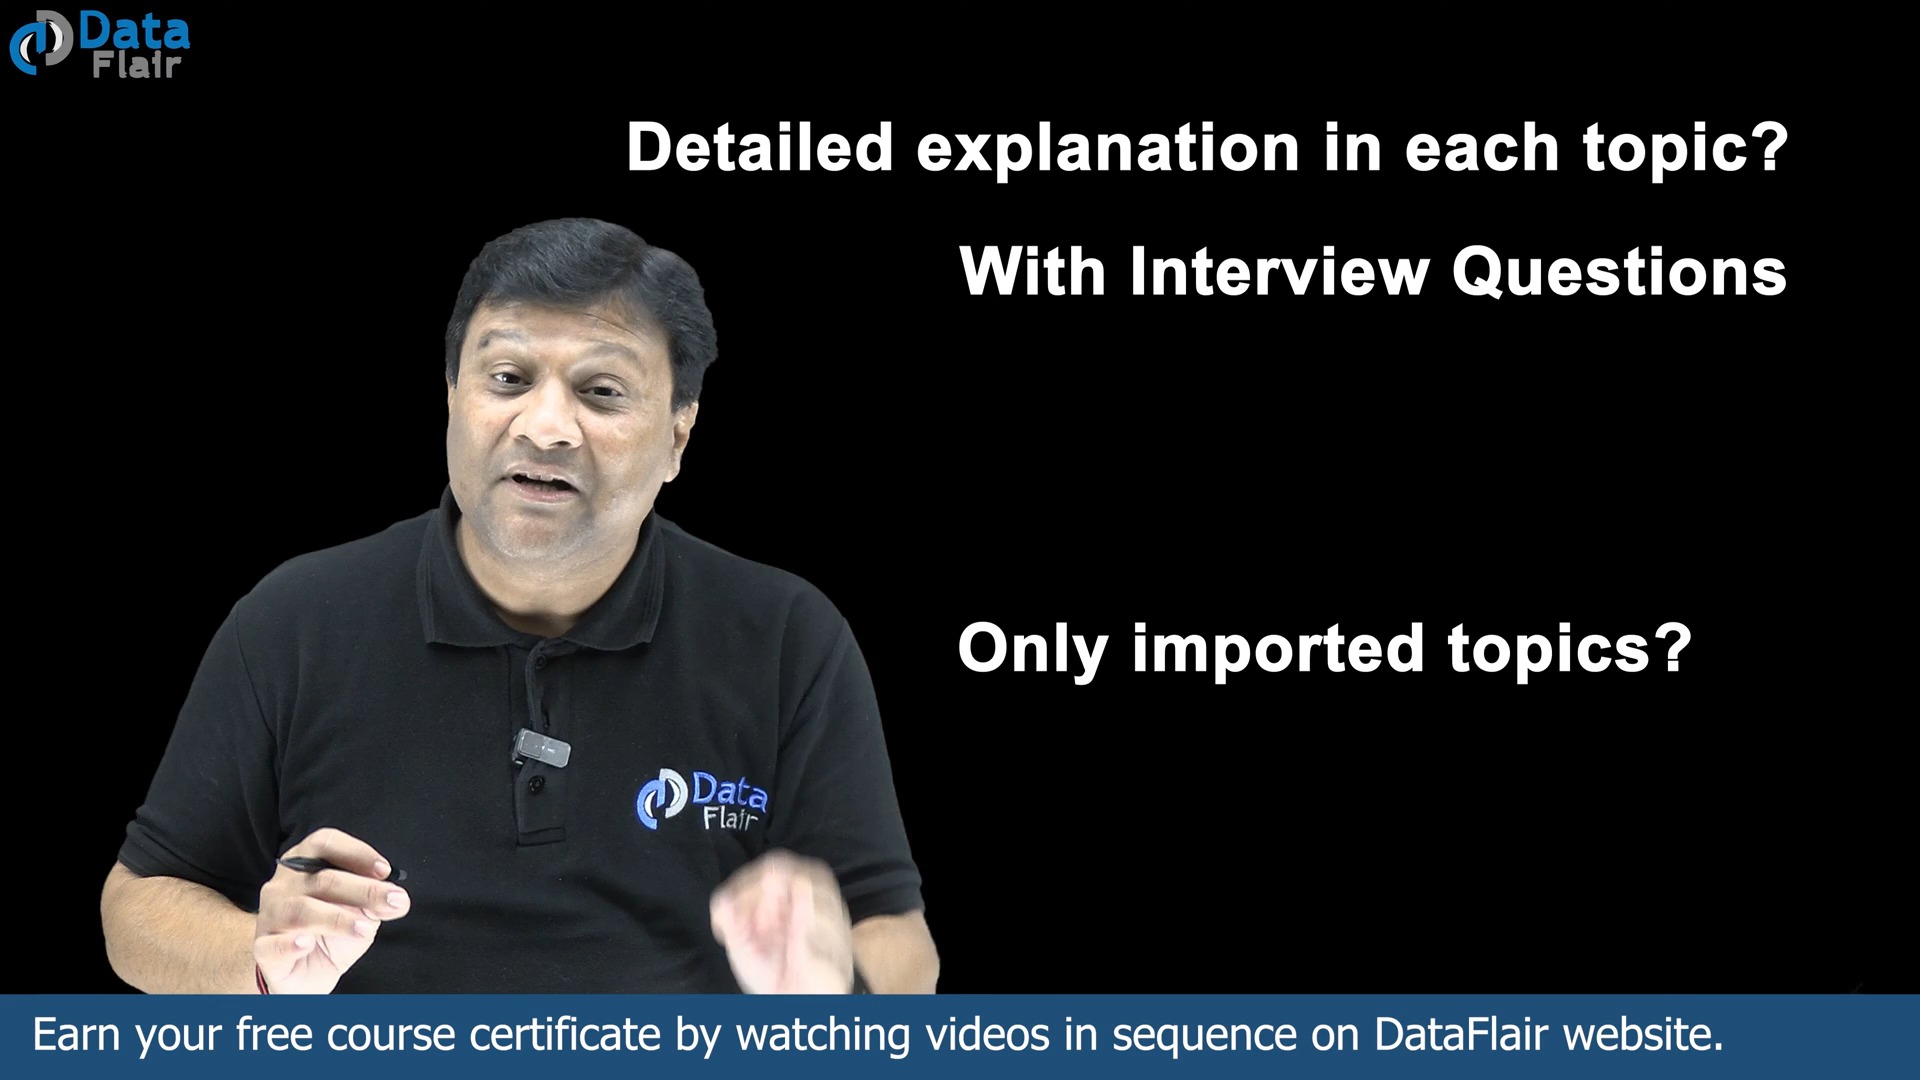 Data
Flair
Detailed explanation in each topic?
With Interview Questions
Only imported topics?
Data
Flair
Earn your free course certificate by watching videos in sequence on DataFlair website.